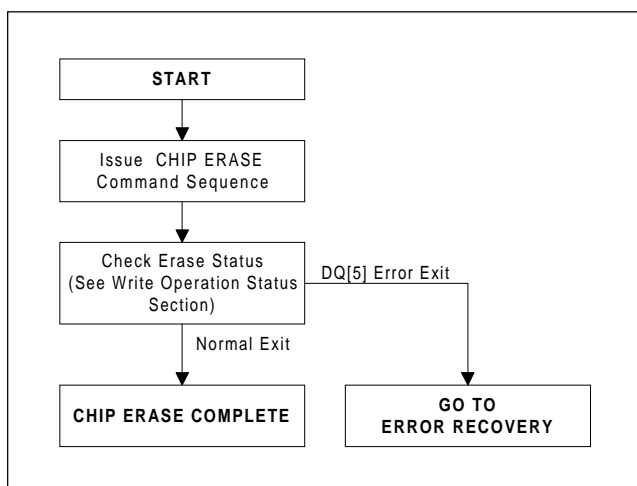 START
Issue CHIP ERASE
Command Sequence
Check Erase Status
(See Write Operation Status
Section)
DQ[5] Error Exit
Normal Exit
CHIP ERASE COMPLETE
GO TO
ERROR RECOVERY